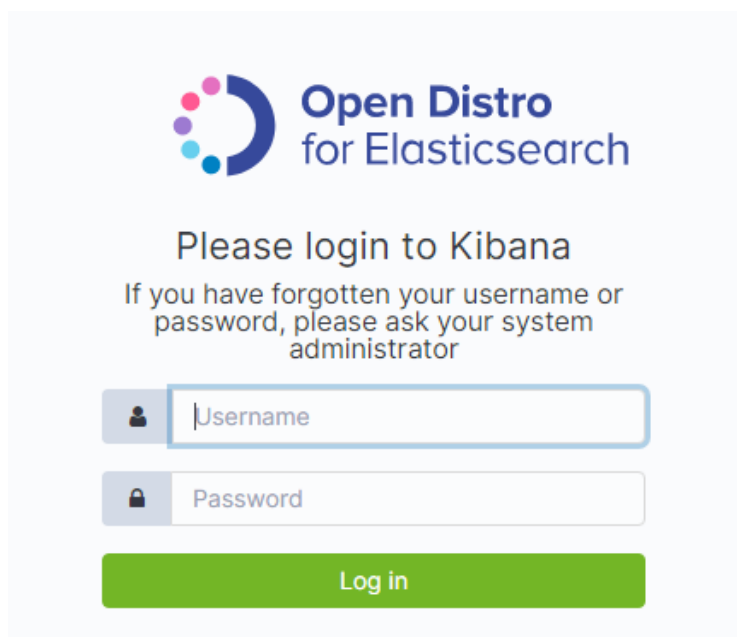 Open Distro
for Elasticsearch
Please login to Kibana
If you have forgotten your username or
password, please ask your system
administrator
Username
Password
Log in